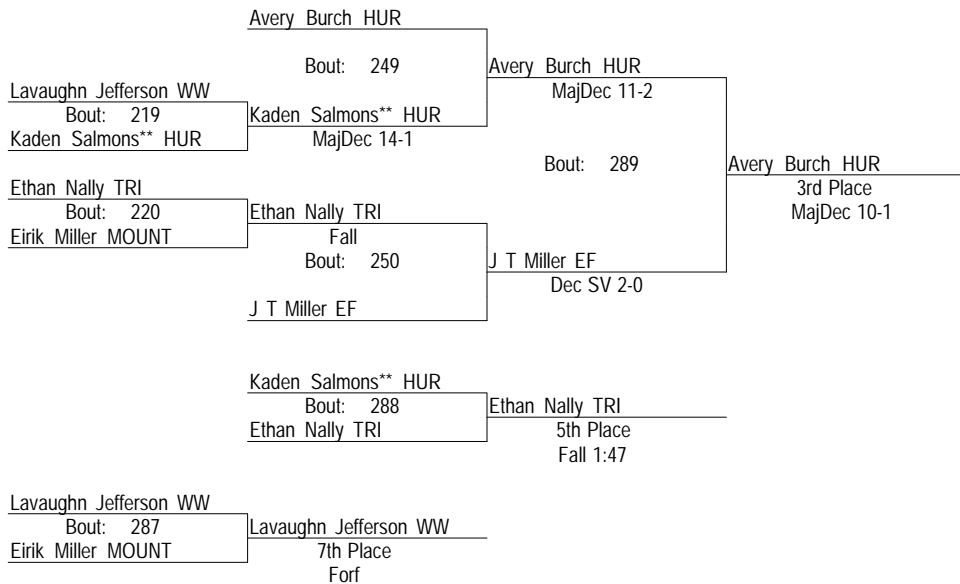 Avery Burch HUR
Bout: 249
Avery Burch HUR
MajDec 11-2
Lavaughn Jefferson WW
Bout: 219
Kaden Salmons** HUR
Kaden Salmons** HUR
MajDec 14-1
Bout: 289
Avery Burch HUR
3rd Place
MajDec 10-1
Ethan Nally TRI
Bout: 220
Eirik Miller MOUNT
Ethan Nally TRI
Fall
Bout: 250
J T Miller EF
Dec SV 2-0
J T Miller EF
Kaden Salmons** HUR
Bout: 288
Ethan Nally TRI
Ethan Nally TRI
5th Place
Fall 1:47
Lavaughn Jefferson WW
Bout: 287
Eirik Miller MOUNT
Lavaughn Jefferson WW
7th Place
Forf